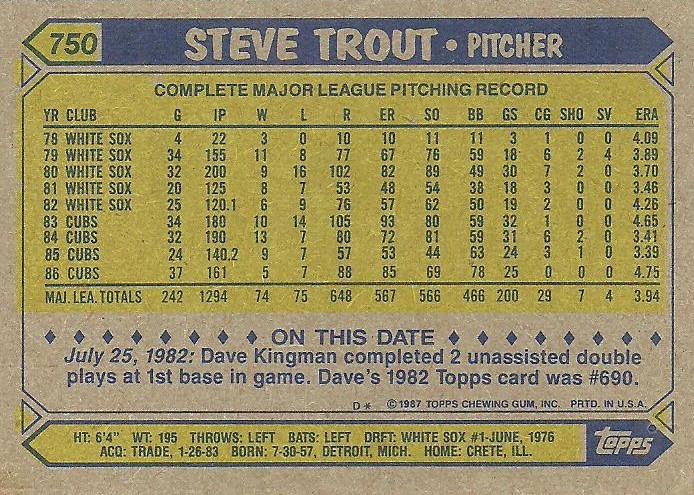 750 STEVE TROUT • PITCHER
COMPLETE MAJOR LEAGUE PITCHING RECORD
YR CLUB G IP W L R ER SO BB GS CG SHO SV ERA
78 WHITE SOX 4 22 3 0 10 10 11 11 3 1 0 0 4.09
79 WHITE SOX 34 155 11 8 77 67 76 59 18 6 2 4 3.89
80 WHITE SOX 32 200 9 16 102 82 89 49 30 7 2 0 3.70
81 WHITE SOX 20 125 8 7 53 48 54 38 18 3 0 0 3.46
82 WHITE SOX 25 120.1 6 9 76 57 62 50 19 2 0 0 4.26
83 CUBS 34 180 10 14 105 93 80 59 32 1 0 0 4.65
84 CUBS 32 190 13 7 80 72 81 59 31 6 2 0 3.41
85 CUBS 24 140.2 9 7 57 53 44 63 24 3 1 0 3.39
86 CUBS 37 161 5 7 88 85 69 78 25 0 0 0 4.75
MAJ. LEA. TOTALS 242 1294 74 75 648 567 566 466 200 29 7 4 3.94
♦ ♦ ♦ ♦ ♦ ♦ ♦ ♦ ON THIS DATE ♦ ♦ ♦ ♦ ♦ ♦ ♦ ♦
July 25, 1982: Dave Kingman completed 2 unassisted double
plays at 1st base in game. Dave's 1982 Topps card was #690.
D* ©1987 TOPPS CHEWING GUM, INC. PRTD. IN U.S.A.
HT: 6'4" WT: 195 THROWS: LEFT BATS: LEFT DRFT: WHITE SOX #1-JUNE, 1976
ACQ: TRADE, 1-26-83 BORN: 7-30-57, DETROIT, MICH. HOME: CRETE, ILL.
topps